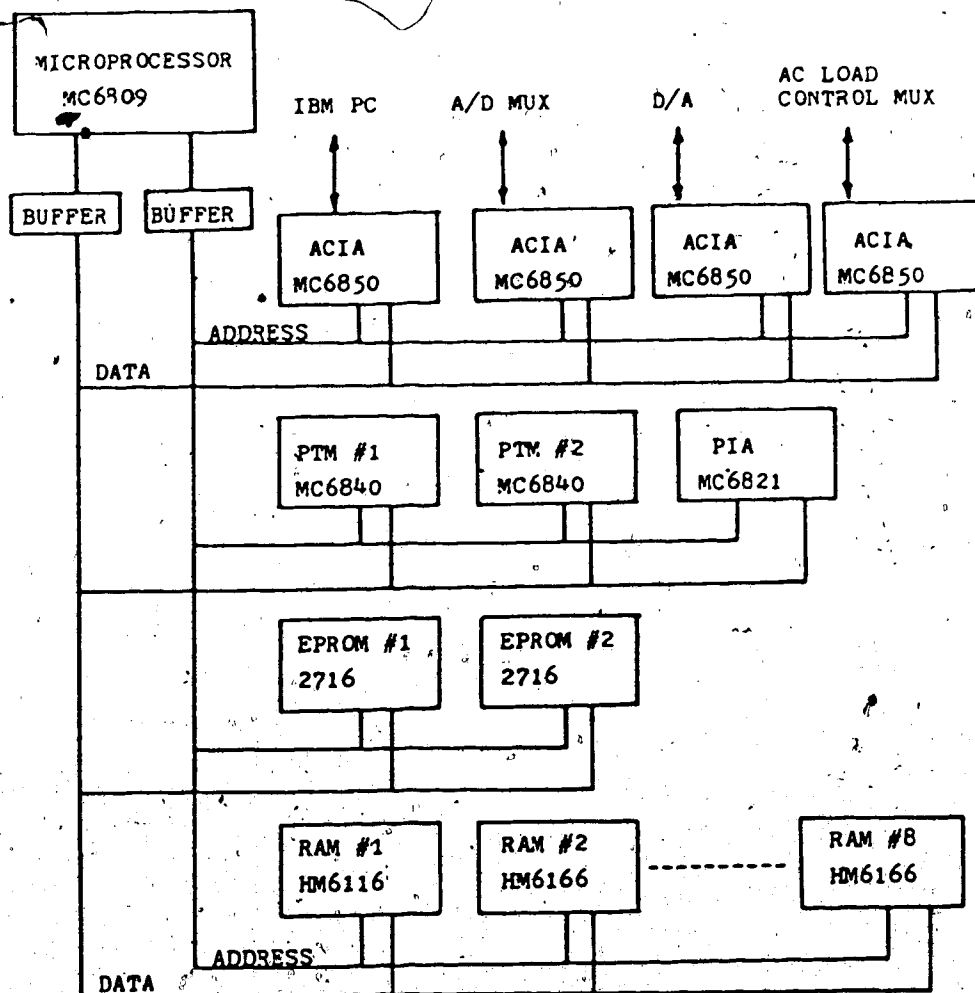 MICROPROCESSOR
MC6809
IBM PC
A/D MUX
D/A
AC LOAD
CONTROL MUX
BUFFER
BUFFER
ACIA
MC6850
ACIA
MC6850
ACIA
MC6850
ACIA
MC6850
ADDRESS
DATA
PTM #1
MC6840
PTM #2
MC6840
PIA
MC6821
EPROM #1
2716
EPROM #2
2716
RAM #1
HM6116
RAM #2
HM6166
RAM #8
HM6166
ADDRESS
DATA